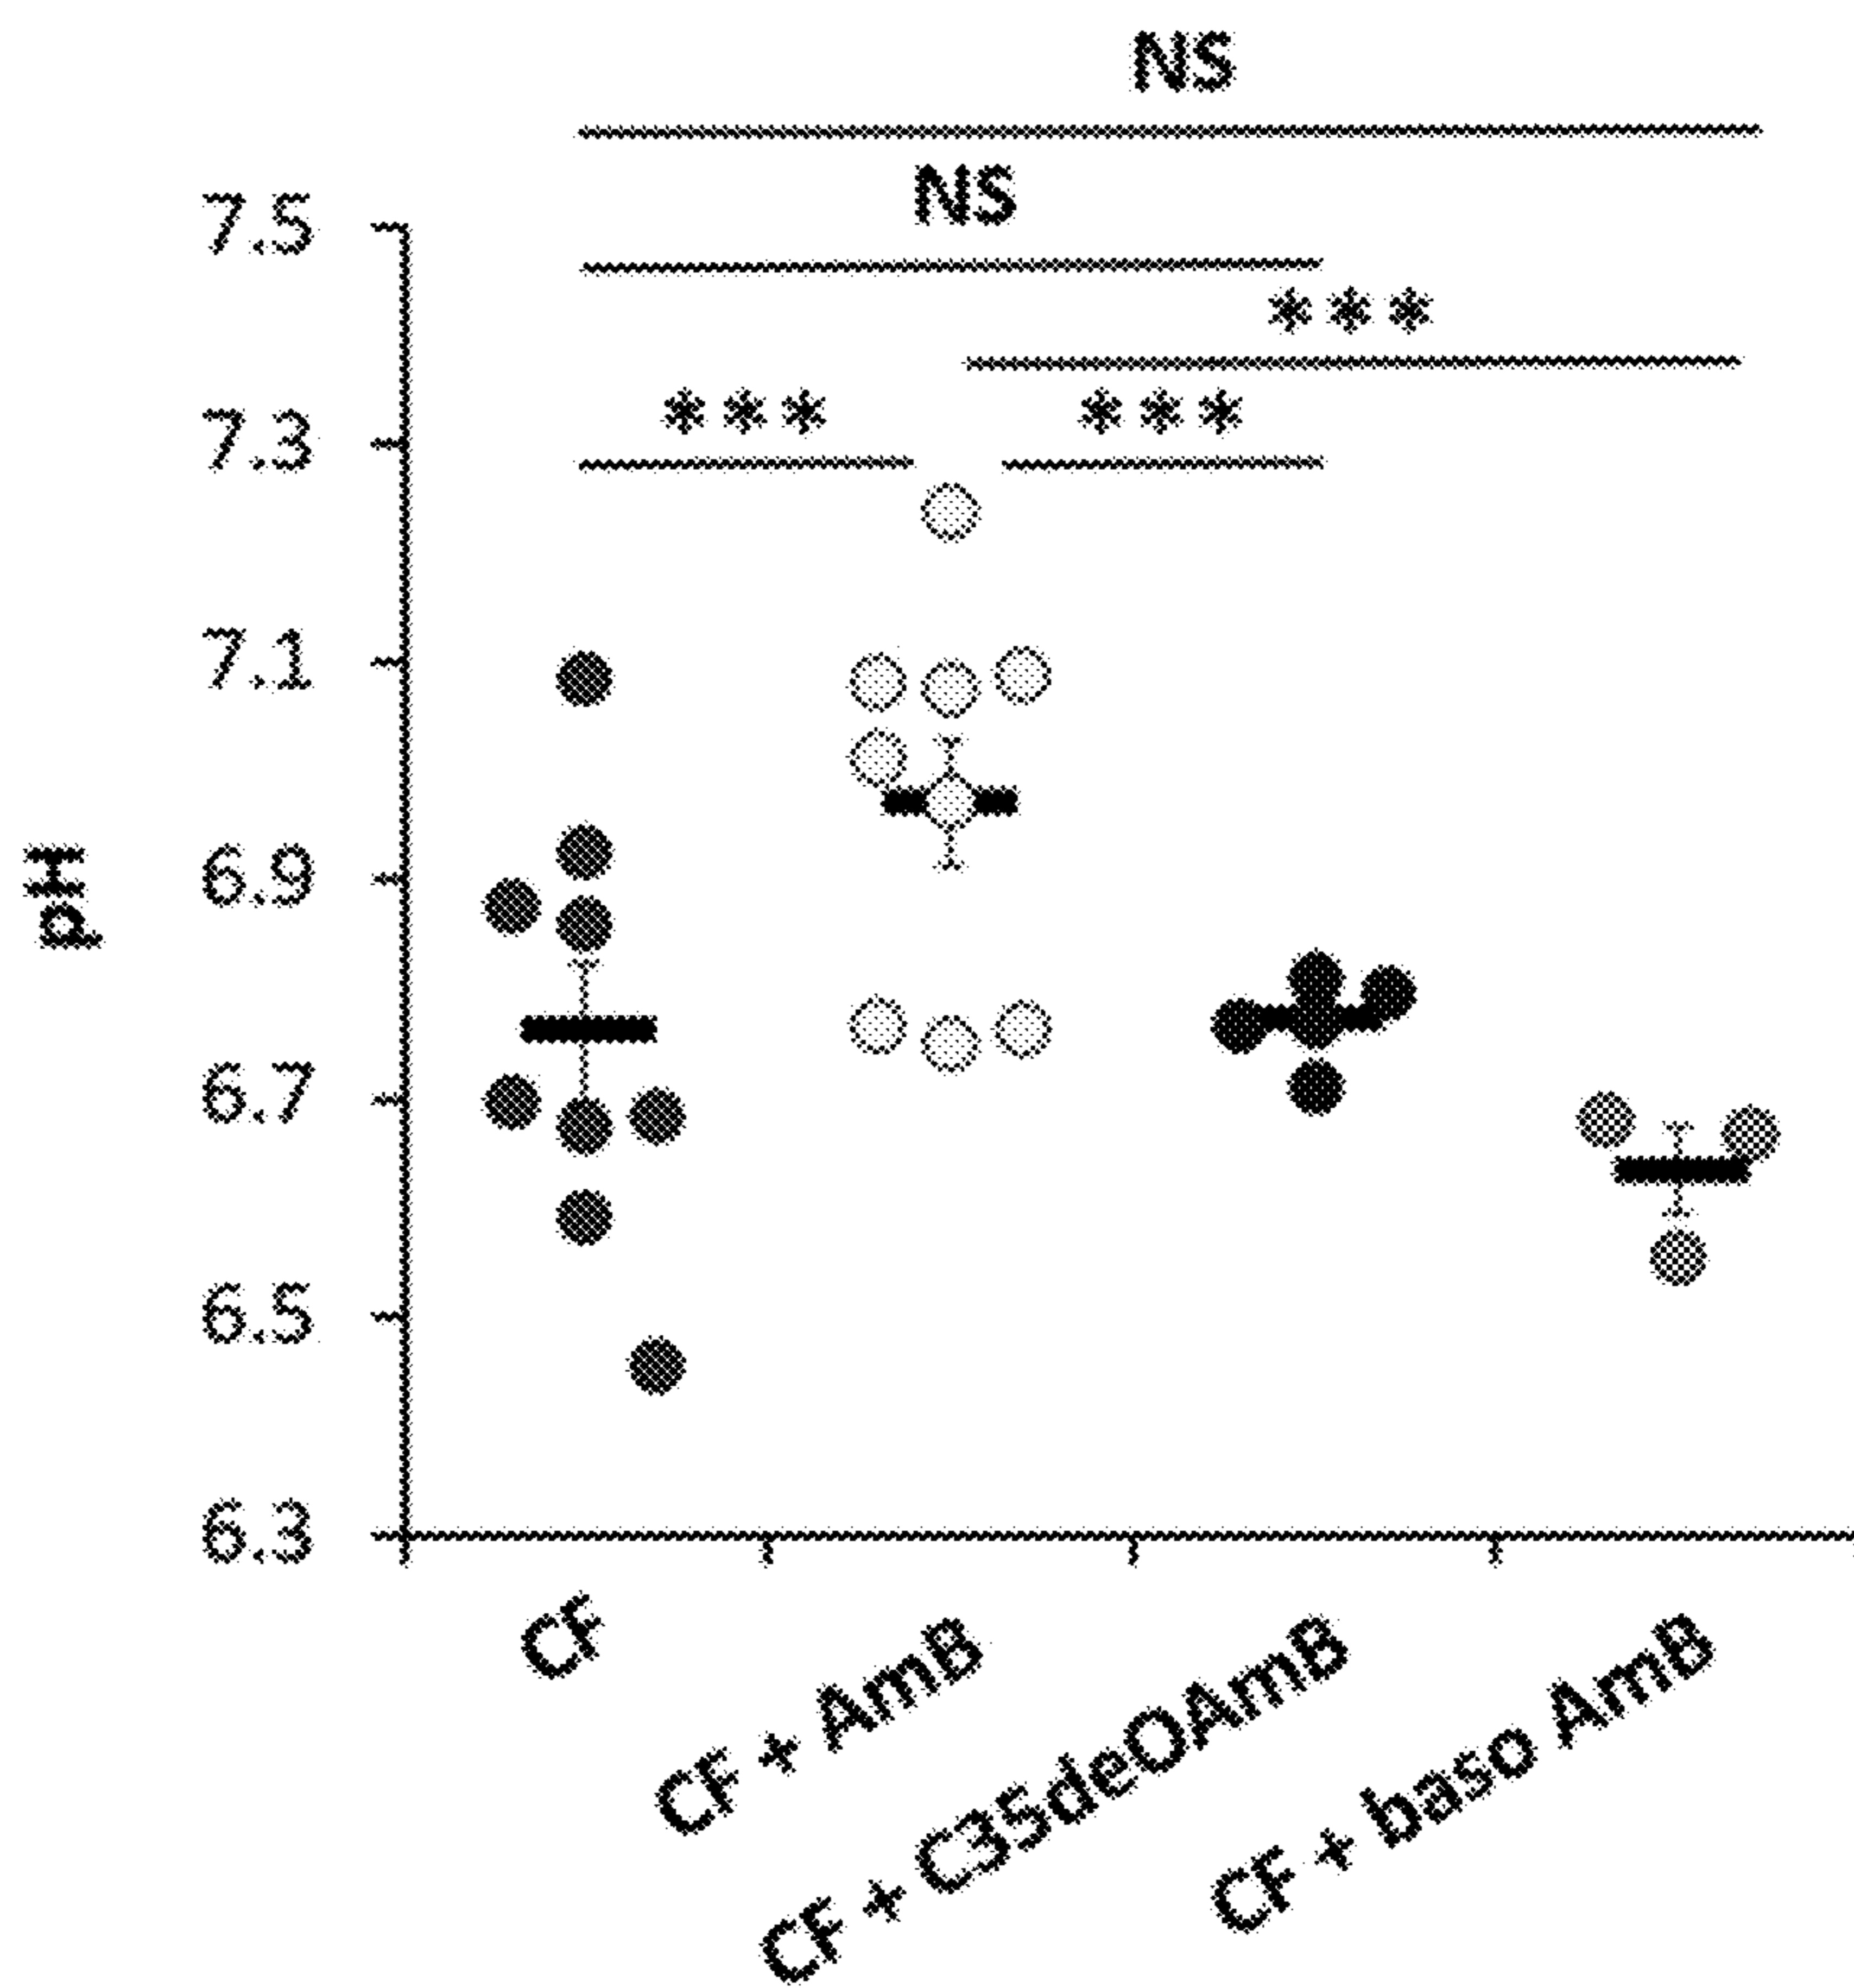 NS
NS
***
*** ***
7.5
7.3
7.1
6.9
6.7
6.5
6.3
pH
CF
CF + AmB
CF + C35deOAmB
CF + baso AmB